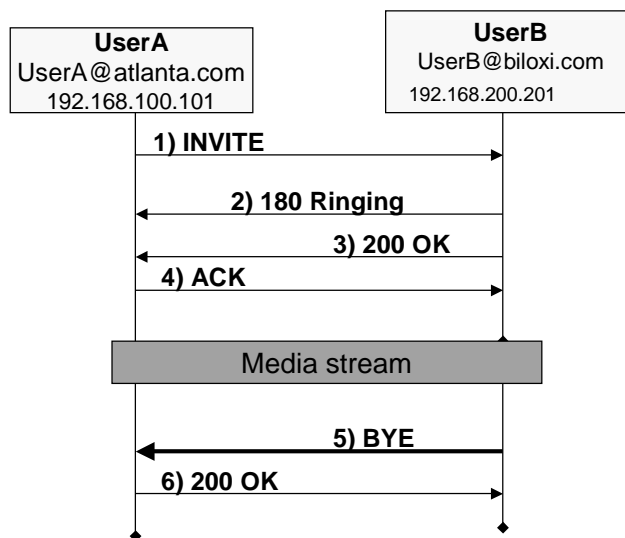 UserA
UserA@atlanta.com
192.168.100.101
UserB
UserB@biloxi.com
192.168.200.201
1) INVITE
2) 180 Ringing
3) 200 OK
4) ACK
Media stream
5) BYE
6) 200 OK